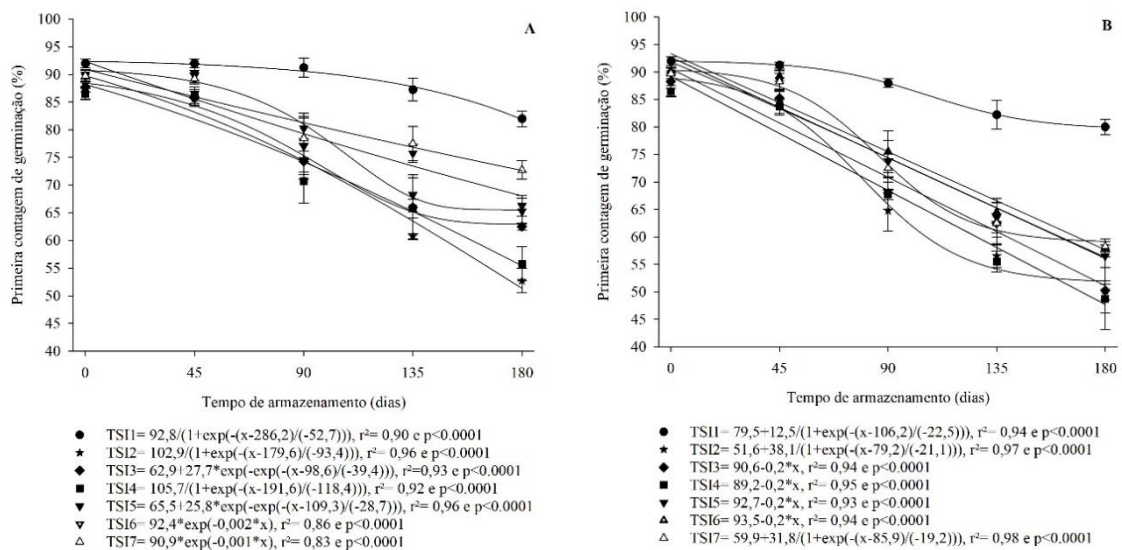 A
Primeira contagem de germinação (%)
100
95
90
85
80
75
70
65
60
55
50
45
40
0 45 90 135 180
Tempo de armazenamento (dias)
TSI1= 92,8/(1+exp(-(x-286,2)/(-52,7))), r²= 0,90 e p<0.0001
TSI2= 102,9/(1+exp(-(x-179,6)/(-93,4))), r²= 0,96 e p<0.0001
TSI3= 62,9+27,7*exp(-exp(-(x-98,6)/(-39,4))), r²=0,93 e p<0.0001
TSI4= 105,7/(1+exp(-(x-191,6)/(-118,4))), r²= 0,92 e p<0.0001
TSI5= 65,5+25,8*exp(-exp(-(x-109,3)/(-28,7))), r²= 0,96 e p<0.0001
TSI6= 92,4*exp(-0,002*x), r²= 0,86 e p<0.0001
TSI7= 90,9*exp(-0,001*x), r²= 0,83 e p<0.0001
B
Primeira contagem de germinação (%)
100
95
90
85
80
75
70
65
60
55
50
45
40
0 45 90 135 180
Tempo de armazenamento (dias)
TSI1= 79,5+12,5/(1+exp(-(x-106,2)/(-22,5))), r²= 0,94 e p<0.0001
TSI2= 51,6+38,1/(1+exp(-(x-79,2)/(-21,1))), r²= 0,97 e p<0.0001
TSI3= 90,6-0,2*x, r²= 0,94 e p<0.0001
TSI4= 89,2-0,2*x, r²= 0,95 e p<0.0001
TSI5= 92,7-0,2*x, r²= 0,93 e p<0.0001
TSI6= 93,5-0,2*x, r²= 0,94 e p<0.0001
TSI7= 59,9+31,8/(1+exp(-(x-85,9)/(-19,2))), r²= 0,98 e p<0.0001